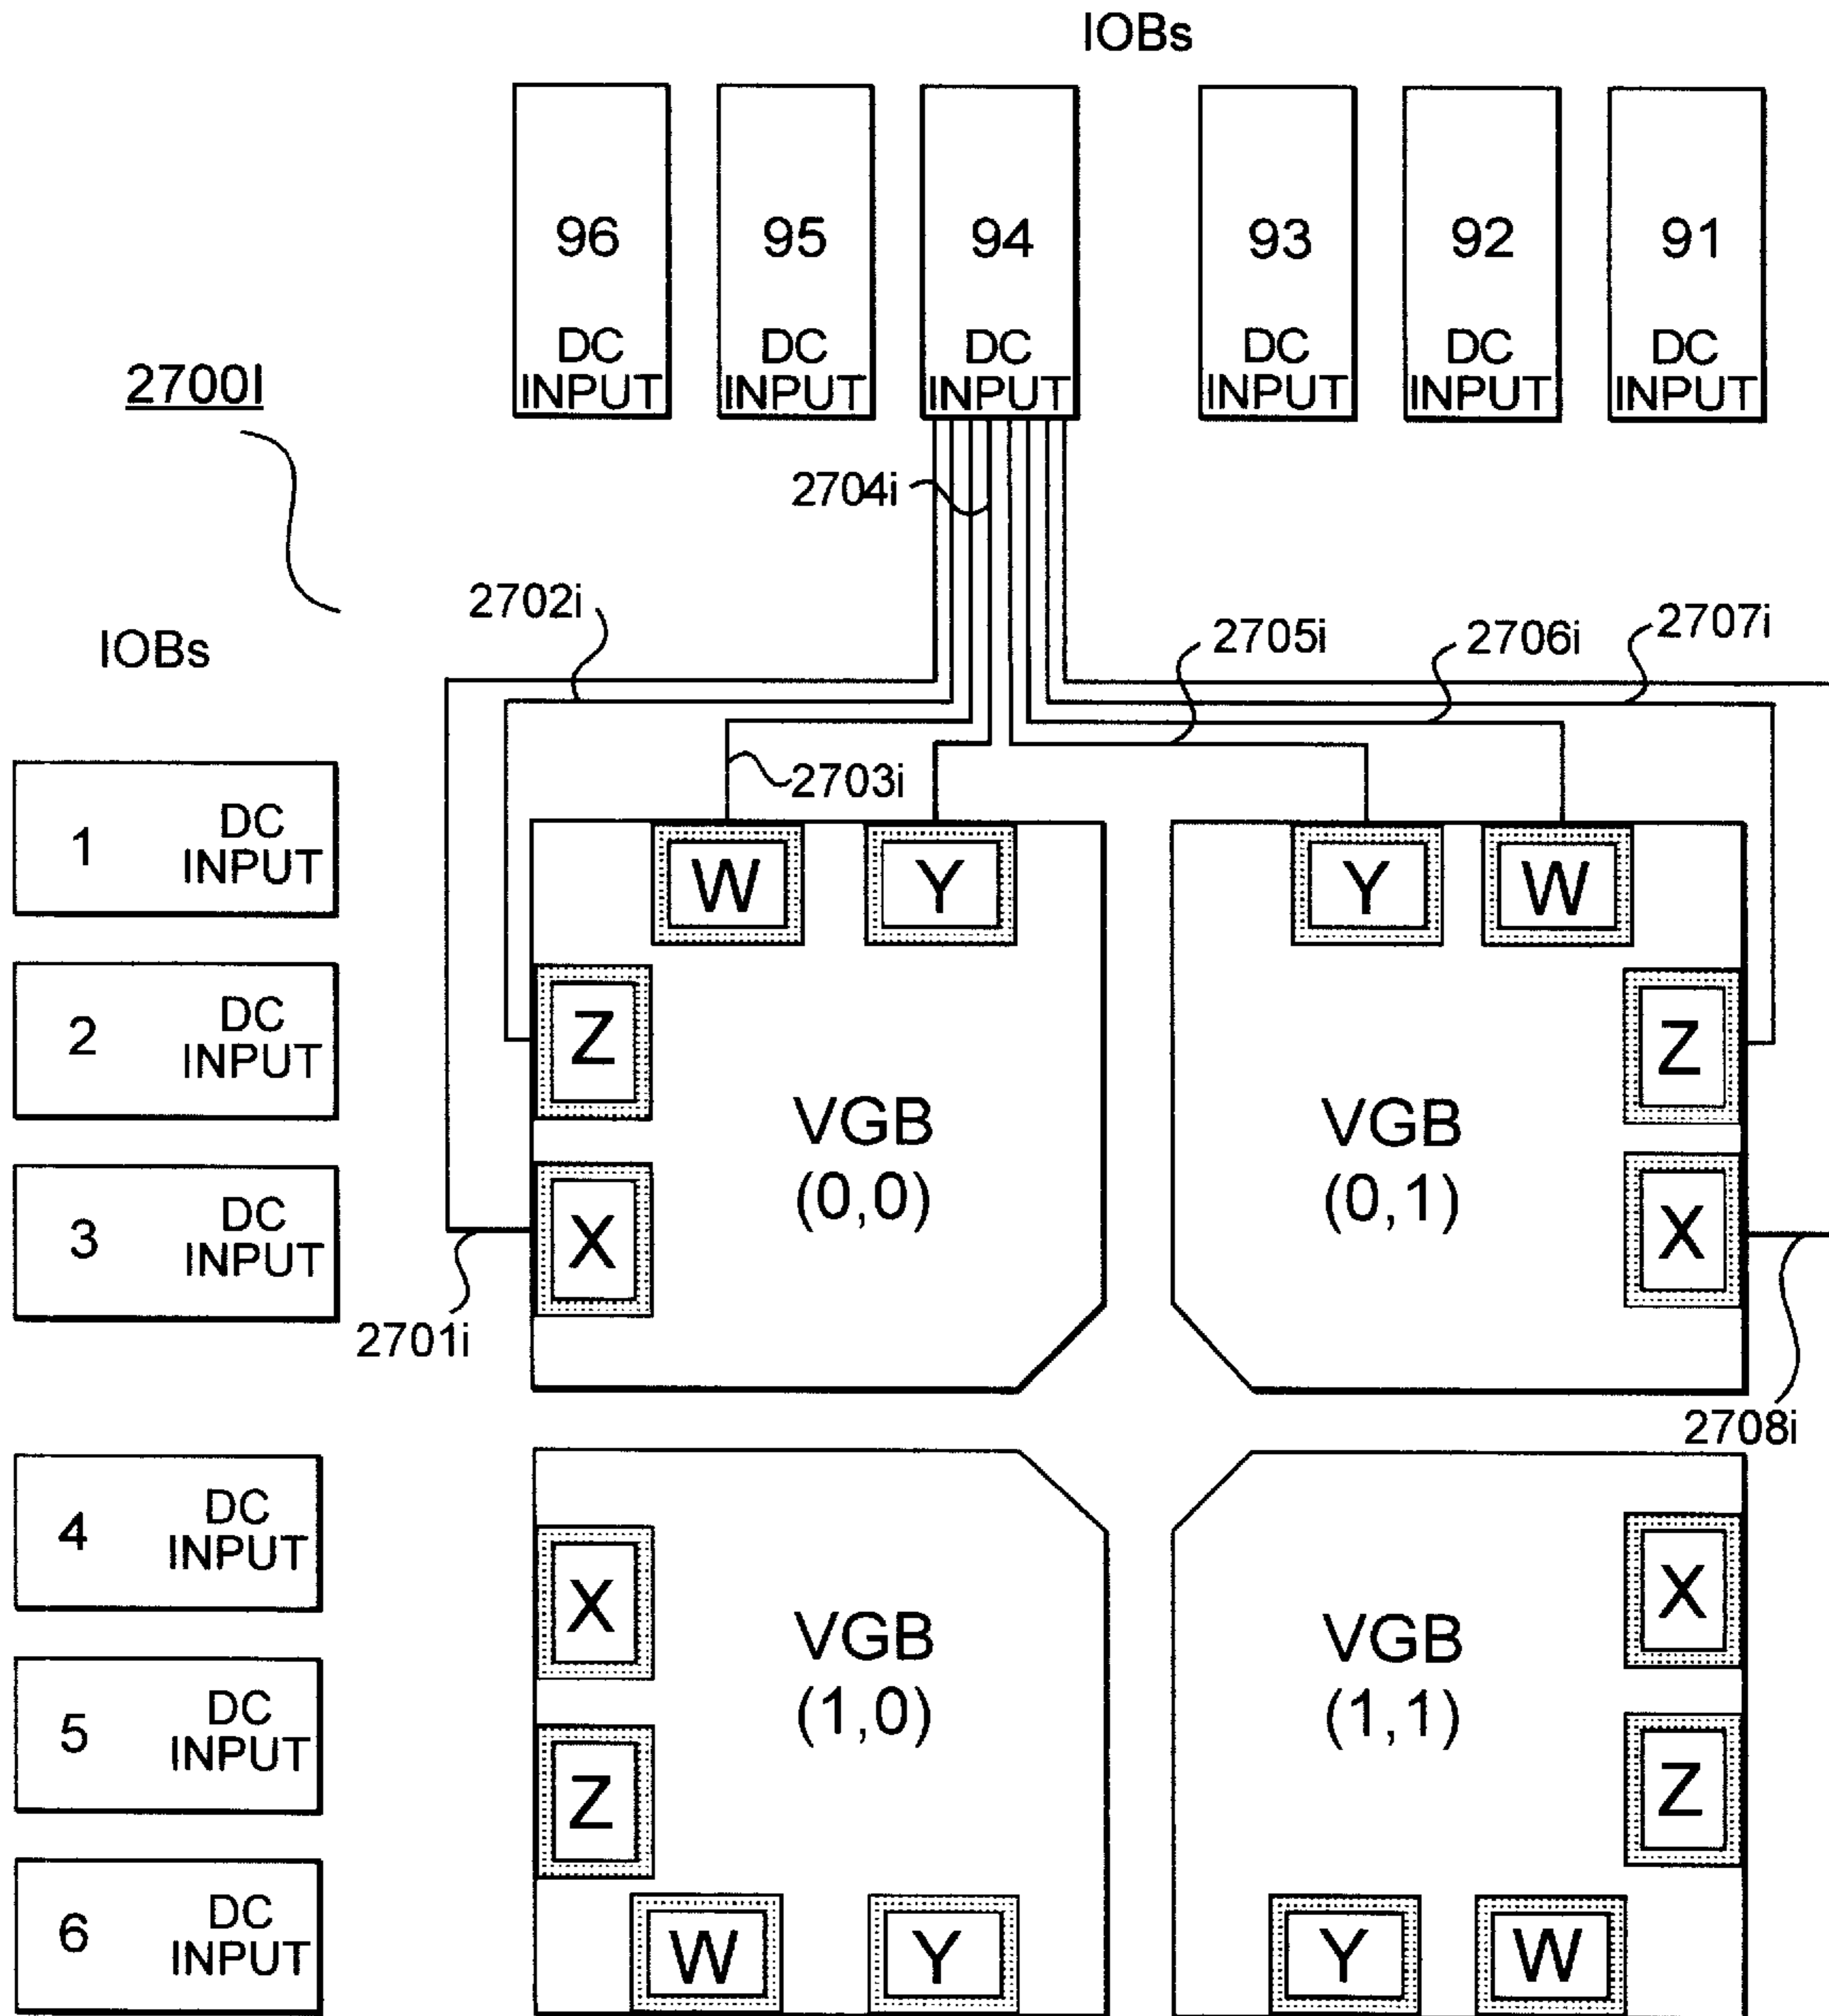 IOBs
96
DC
INPUT
95
DC
INPUT
94
DC
INPUT
93
DC
INPUT
92
DC
INPUT
91
DC
INPUT
2700I
2704i
2702i
2705i
2706i
2707i
IOBs
2703i
1
DC
INPUT
2
DC
INPUT
3
DC
INPUT
W
Y
Z
X
VGB
(0,0)
Y
W
Z
X
VGB
(0,1)
2701i
2708i
4
DC
INPUT
5
DC
INPUT
6
DC
INPUT
X
Z
VGB
(1,0)
W
Y
X
Z
VGB
(1,1)
Y
W